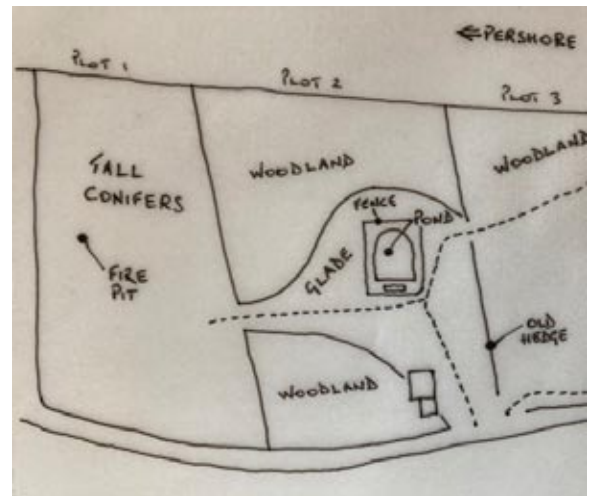 ⇐PERSHORE
PLOT 1
PLOT 2
PLOT 3
WOODLAND
WOODLAND
TALL
CONIFERS
FENCE
POND
GLADE
FIRE
PIT
OLD
HEDGE
WOODLAND